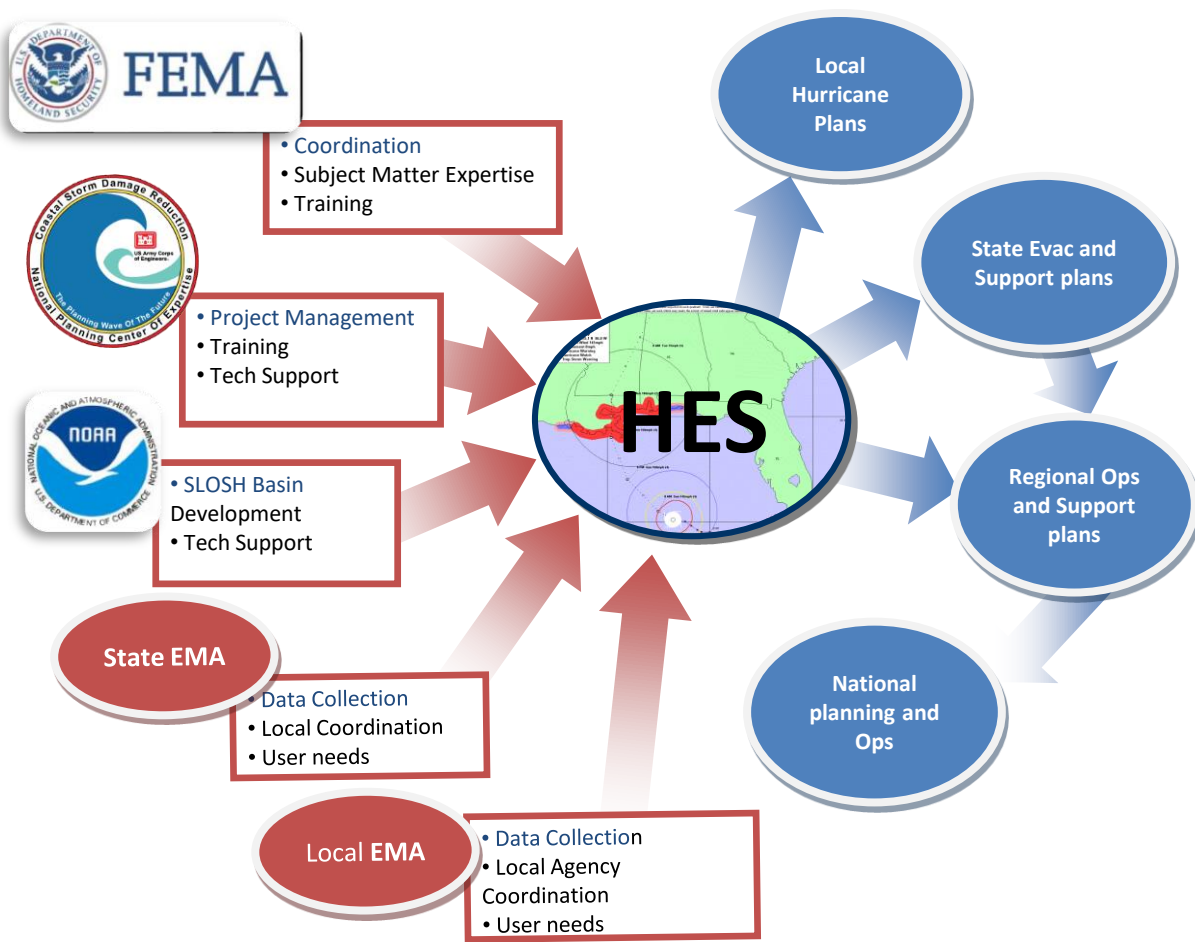 U.S. DEPARTMENT OF
HOMELAND SECURITY
FEMA
• Coordination
• Subject Matter Expertise
• Training
Coastal Storm Damage Reduction
US Army Corps
of Engineers.
The Planning Wave Of The Future
National Planning Center Of Expertise
• Project Management
• Training
• Tech Support
NATIONAL OCEANIC AND ATMOSPHERIC ADMINISTRATION
NOAA
U.S. DEPARTMENT OF COMMERCE
• SLOSH Basin
Development
• Tech Support
State EMA
• Data Collection
• Local Coordination
• User needs
Local EMA
• Data Collection
• Local Agency
Coordination
• User needs
HES
Local
Hurricane
Plans
State Evac and
Support plans
Regional Ops
and Support
plans
National
planning and
Ops